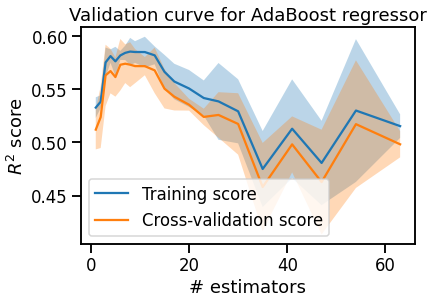 Validation curve for AdaBoost regressor
0.60
0.55
0.50
0.45
R² score
Training score
Cross-validation score
0 20 40 60
# estimators